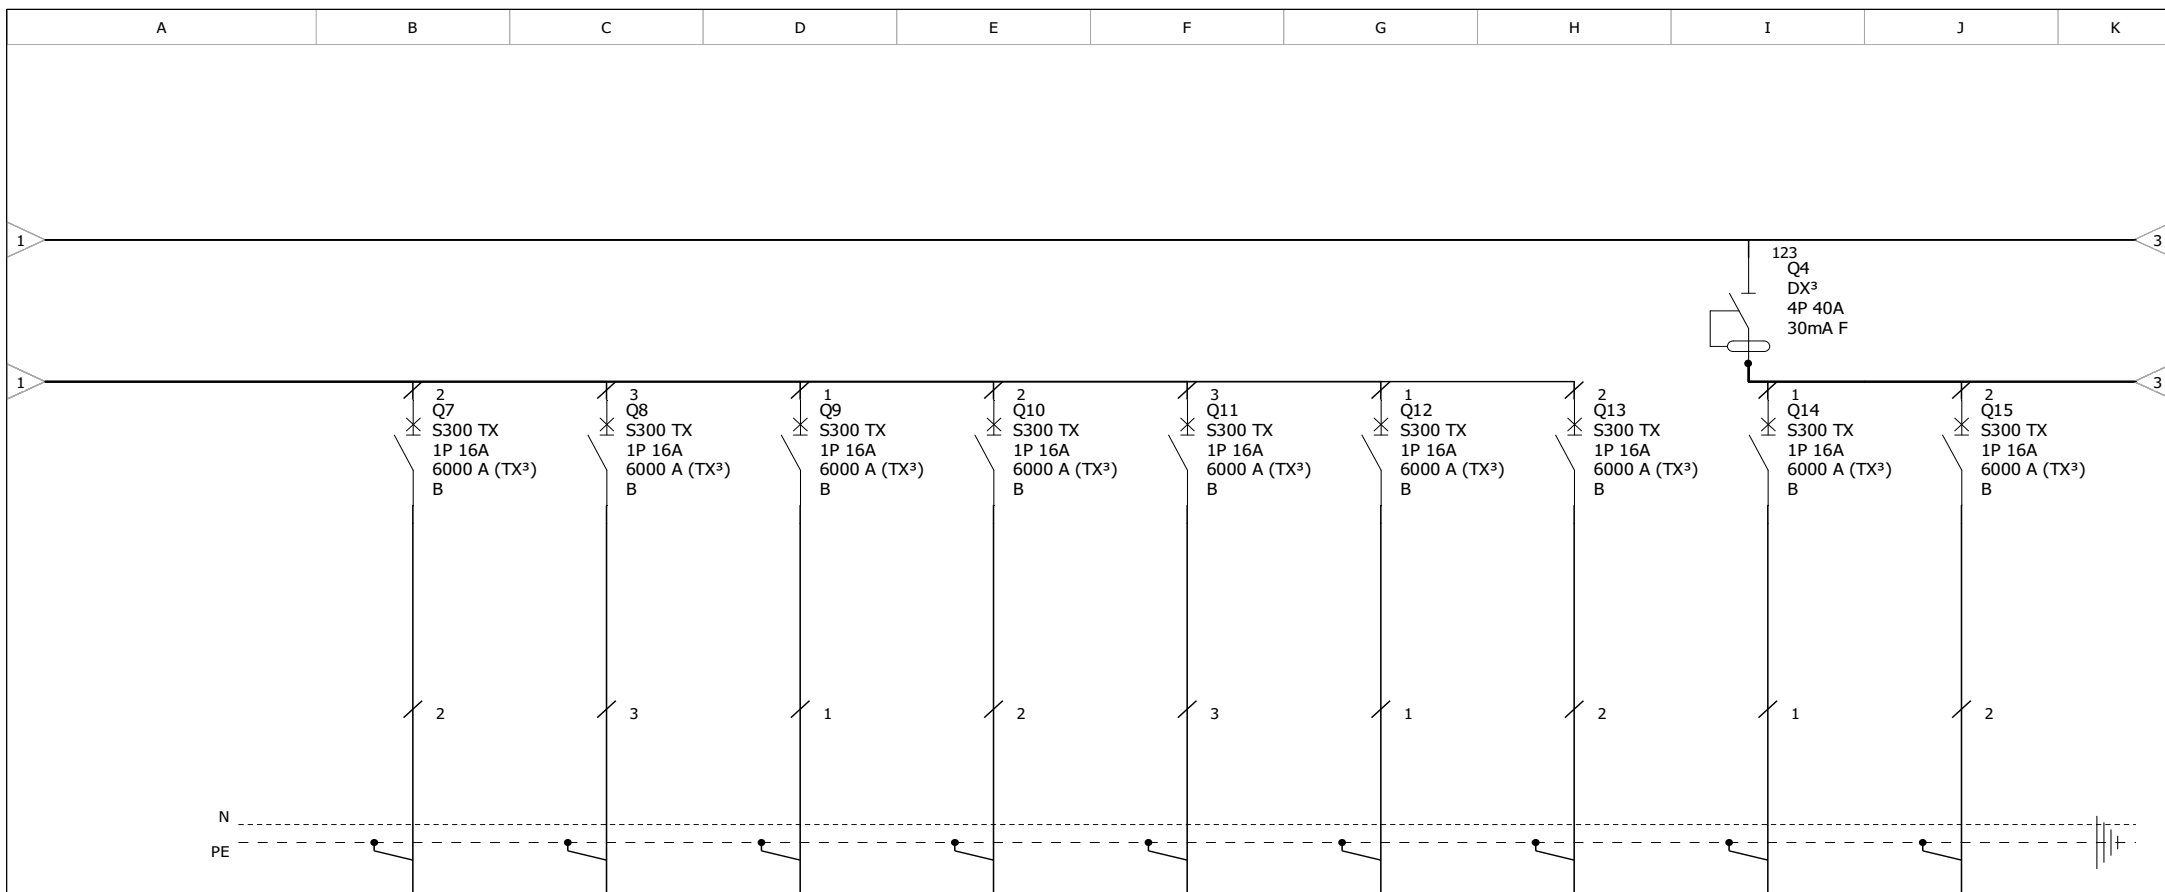 A B C D E F G H I J K
1
3
123
Q4
DX³
4P 40A
30mA F
1
3
2
Q7
S300 TX
1P 16A
6000 A (TX³)
B
3
Q8
S300 TX
1P 16A
6000 A (TX³)
B
1
Q9
S300 TX
1P 16A
6000 A (TX³)
B
2
Q10
S300 TX
1P 16A
6000 A (TX³)
B
3
Q11
S300 TX
1P 16A
6000 A (TX³)
B
1
Q12
S300 TX
1P 16A
6000 A (TX³)
B
2
Q13
S300 TX
1P 16A
6000 A (TX³)
B
1
Q14
S300 TX
1P 16A
6000 A (TX³)
B
2
Q15
S300 TX
1P 16A
6000 A (TX³)
B
2 3 1 2 3 1 2 1 2
N
PE